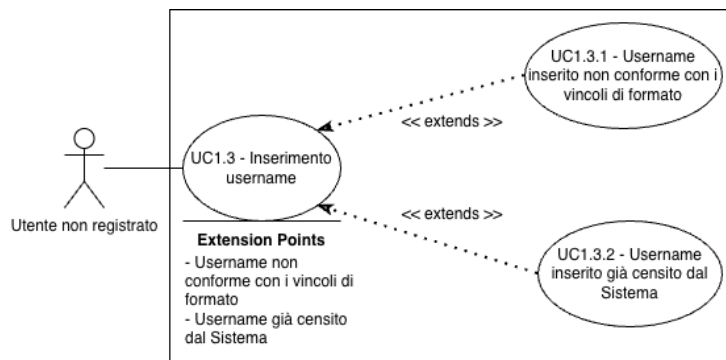 UC1.3.1 - Username
inserito non conforme con i
vincoli di formato
<< extends >>
UC1.3 - Inserimento
username
Utente non registrato
<< extends >>
Extension Points
- Username non
conforme con i vincoli di
formato
- Username già censito
dal Sistema
UC1.3.2 - Username
inserito già censito dal
Sistema